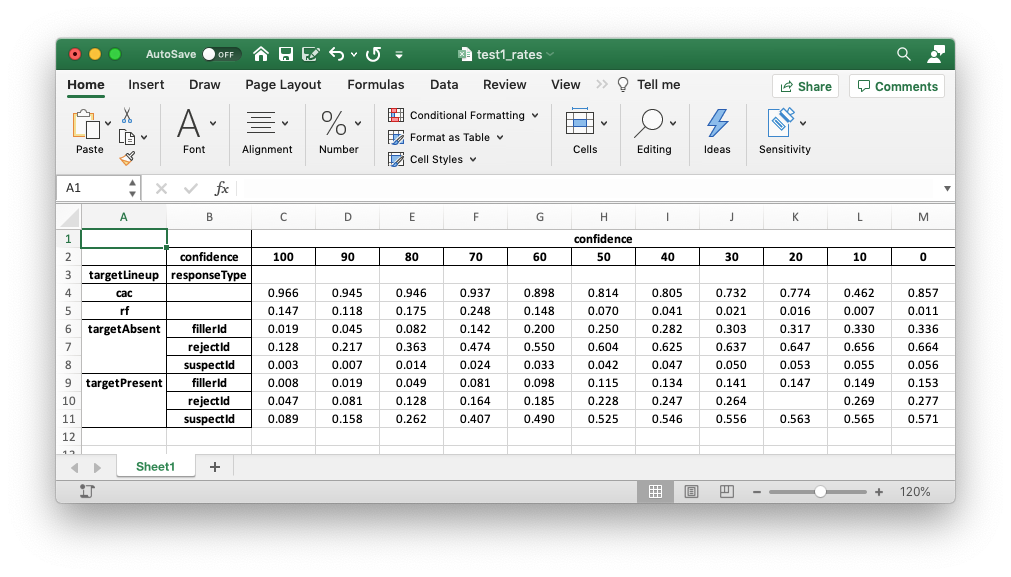 AutoSave OFF test1_rates
Home Insert Draw Page Layout Formulas Data Review View Tell me Share Comments
Paste Font Alignment Number Conditional Formatting Format as Table Cell Styles Cells Editing Ideas Sensitivity
A1 fx
A B C D E F G H I J K L M
1 confidence
2 confidence 100 90 80 70 60 50 40 30 20 10 0
3 targetLineup responseType
4 cac 0.966 0.945 0.946 0.937 0.898 0.814 0.805 0.732 0.774 0.462 0.857
5 rf 0.147 0.118 0.175 0.248 0.148 0.070 0.041 0.021 0.016 0.007 0.011
6 targetAbsent fillerId 0.019 0.045 0.082 0.142 0.200 0.250 0.282 0.303 0.317 0.330 0.336
7 rejectId 0.128 0.217 0.363 0.474 0.550 0.604 0.625 0.637 0.647 0.656 0.664
8 suspectId 0.003 0.007 0.014 0.024 0.033 0.042 0.047 0.050 0.053 0.055 0.056
9 targetPresent fillerId 0.008 0.019 0.049 0.081 0.098 0.115 0.134 0.141 0.147 0.149 0.153
10 rejectId 0.047 0.081 0.128 0.164 0.185 0.228 0.247 0.264 0.269 0.277
11 suspectId 0.089 0.158 0.262 0.407 0.490 0.525 0.546 0.556 0.563 0.565 0.571
12
Sheet1 +
- + 120%